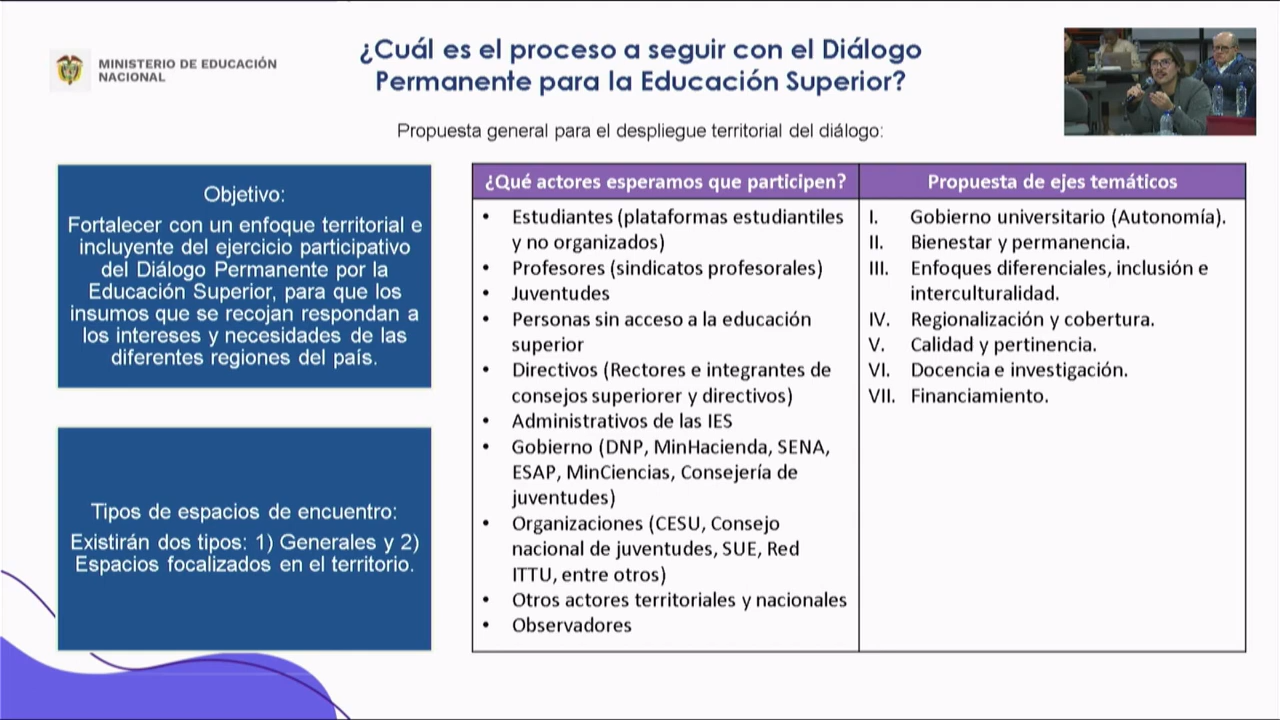 MINISTERIO DE EDUCACIÓN
NACIONAL
¿Cuál es el proceso a seguir con el Diálogo
Permanente para la Educación Superior?
Propuesta general para el despliegue territorial del diálogo:
Objetivo:
Fortalecer con un enfoque territorial e
incluyente del ejercicio participativo
del Diálogo Permanente por la
Educación Superior, para que los
insumos que se recojan respondan a
los intereses y necesidades de las
diferentes regiones del país.
Tipos de espacios de encuentro:
Existirán dos tipos: 1) Generales y 2)
Espacios focalizados en el territorio.
¿Qué actores esperamos que participen?
• Estudiantes (plataformas estudiantiles
y no organizados)
• Profesores (sindicatos profesorales)
• Juventudes
• Personas sin acceso a la educación
superior
• Directivos (Rectores e integrantes de
consejos superiorer y directivos)
• Administrativos de las IES
• Gobierno (DNP, MinHacienda, SENA,
ESAP, MinCiencias, Consejería de
juventudes)
• Organizaciones (CESU, Consejo
nacional de juventudes, SUE, Red
ITTU, entre otros)
• Otros actores territoriales y nacionales
• Observadores
Propuesta de ejes temáticos
I. Gobierno universitario (Autonomía).
II. Bienestar y permanencia.
III. Enfoques diferenciales, inclusión e
interculturalidad.
IV. Regionalización y cobertura.
V. Calidad y pertinencia.
VI. Docencia e investigación.
VII. Financiamiento.